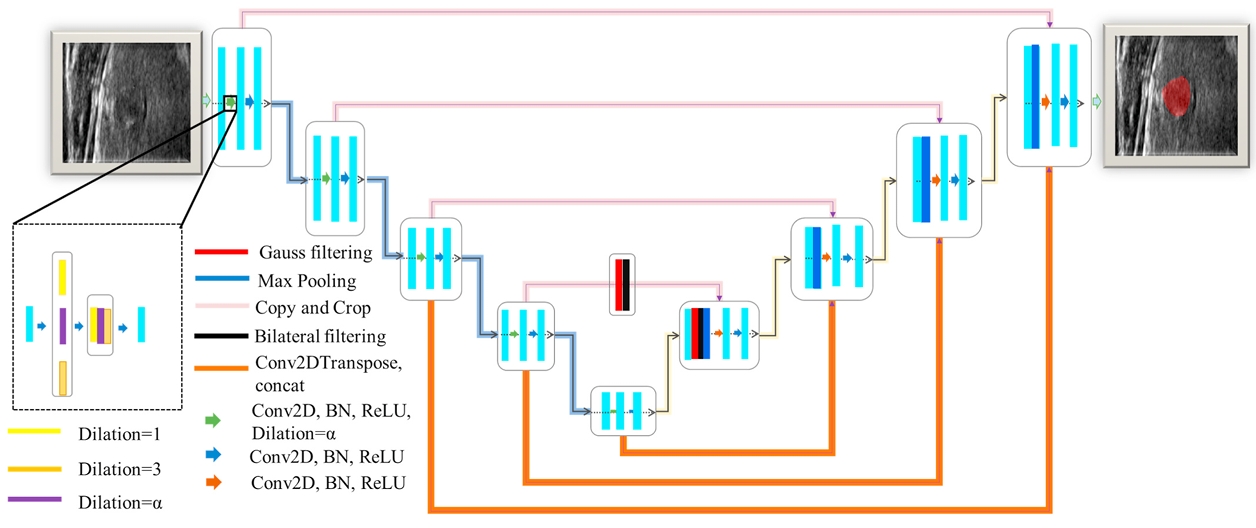 Gauss filtering
Max Pooling
Copy and Crop
Bilateral filtering
Conv2DTranspose,
concat
Conv2D, BN, ReLU,
Dilation=α
Conv2D, BN, ReLU
Conv2D, BN, ReLU
Dilation=1
Dilation=3
Dilation=α